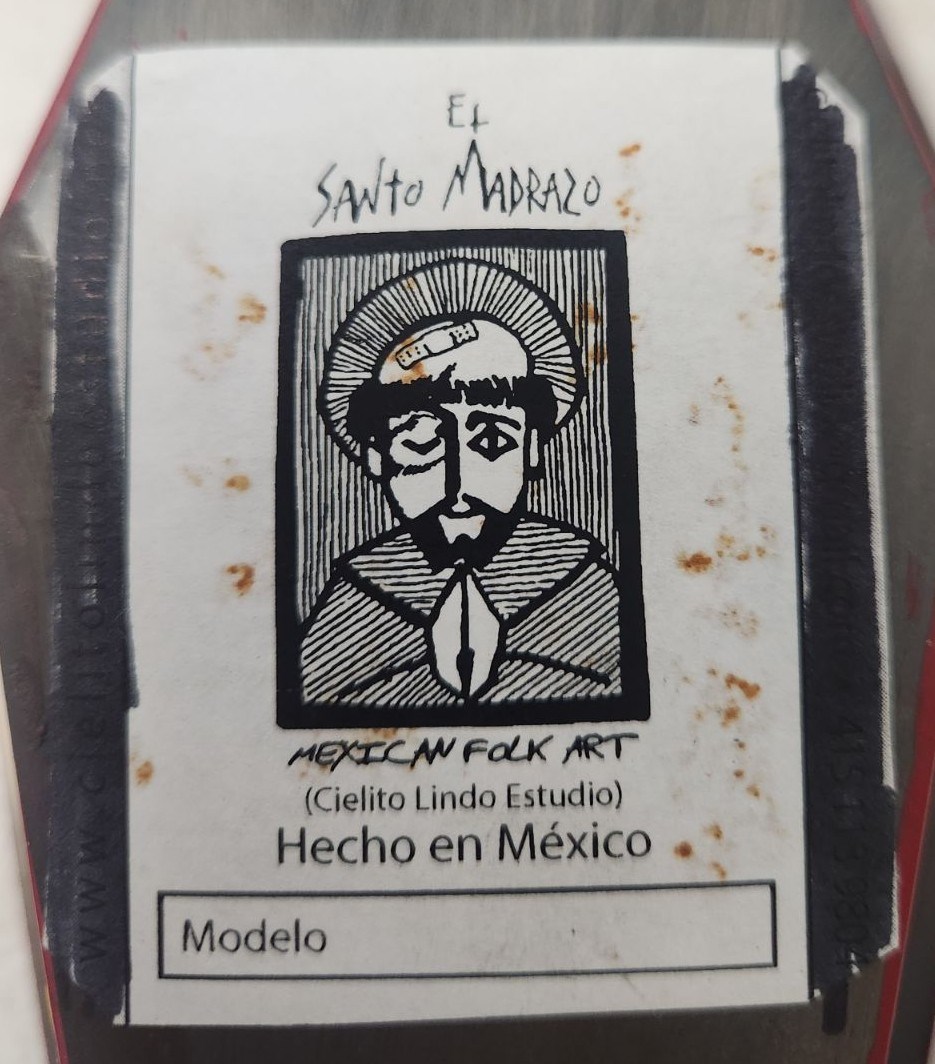 El
SANTO MADRAZO
MEXICAN FOLK ART
(Cielito Lindo Estudio)
Hecho en México
Modelo